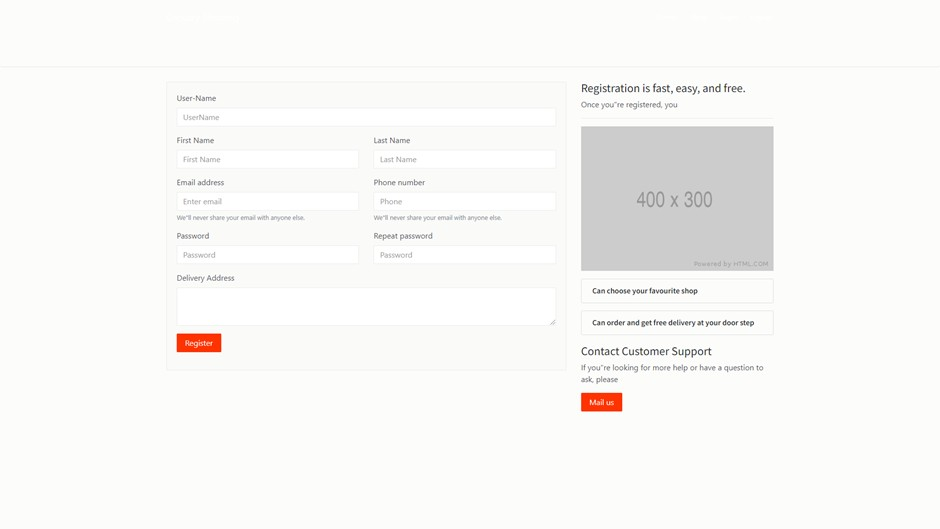 User-Name
UserName
First Name
Last Name
First Name
Last Name
Email address
Phone number
Enter email
Phone
We"ll never share your email with anyone else.
We"ll never share your email with anyone else.
Password
Repeat password
Password
Password
Delivery Address
Register
Registration is fast, easy, and free.
Once you"re registered, you
400 x 300
Powered by HTML.COM
Can choose your favourite shop
Can order and get free delivery at your door step
Contact Customer Support
If you"re looking for more help or have a question to
ask, please
Mail us